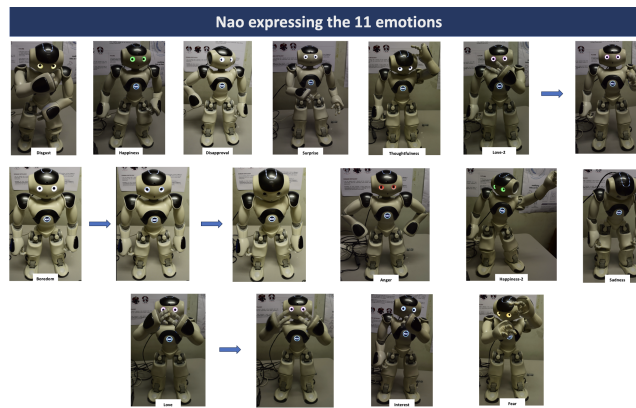 Nao expressing the 11 emotions
Disgust
Happiness
Disapproval
Surprise
Thoughtfulness
Love-2
Boredom
Anger
Happiness-2
Sadness
Love
Interest
Fear